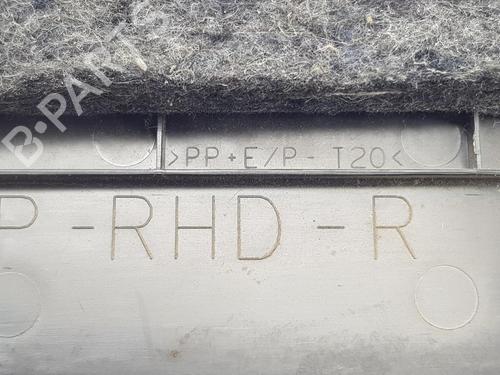 B-PARTS
>PP+E/P- T20<
P-RHD-R